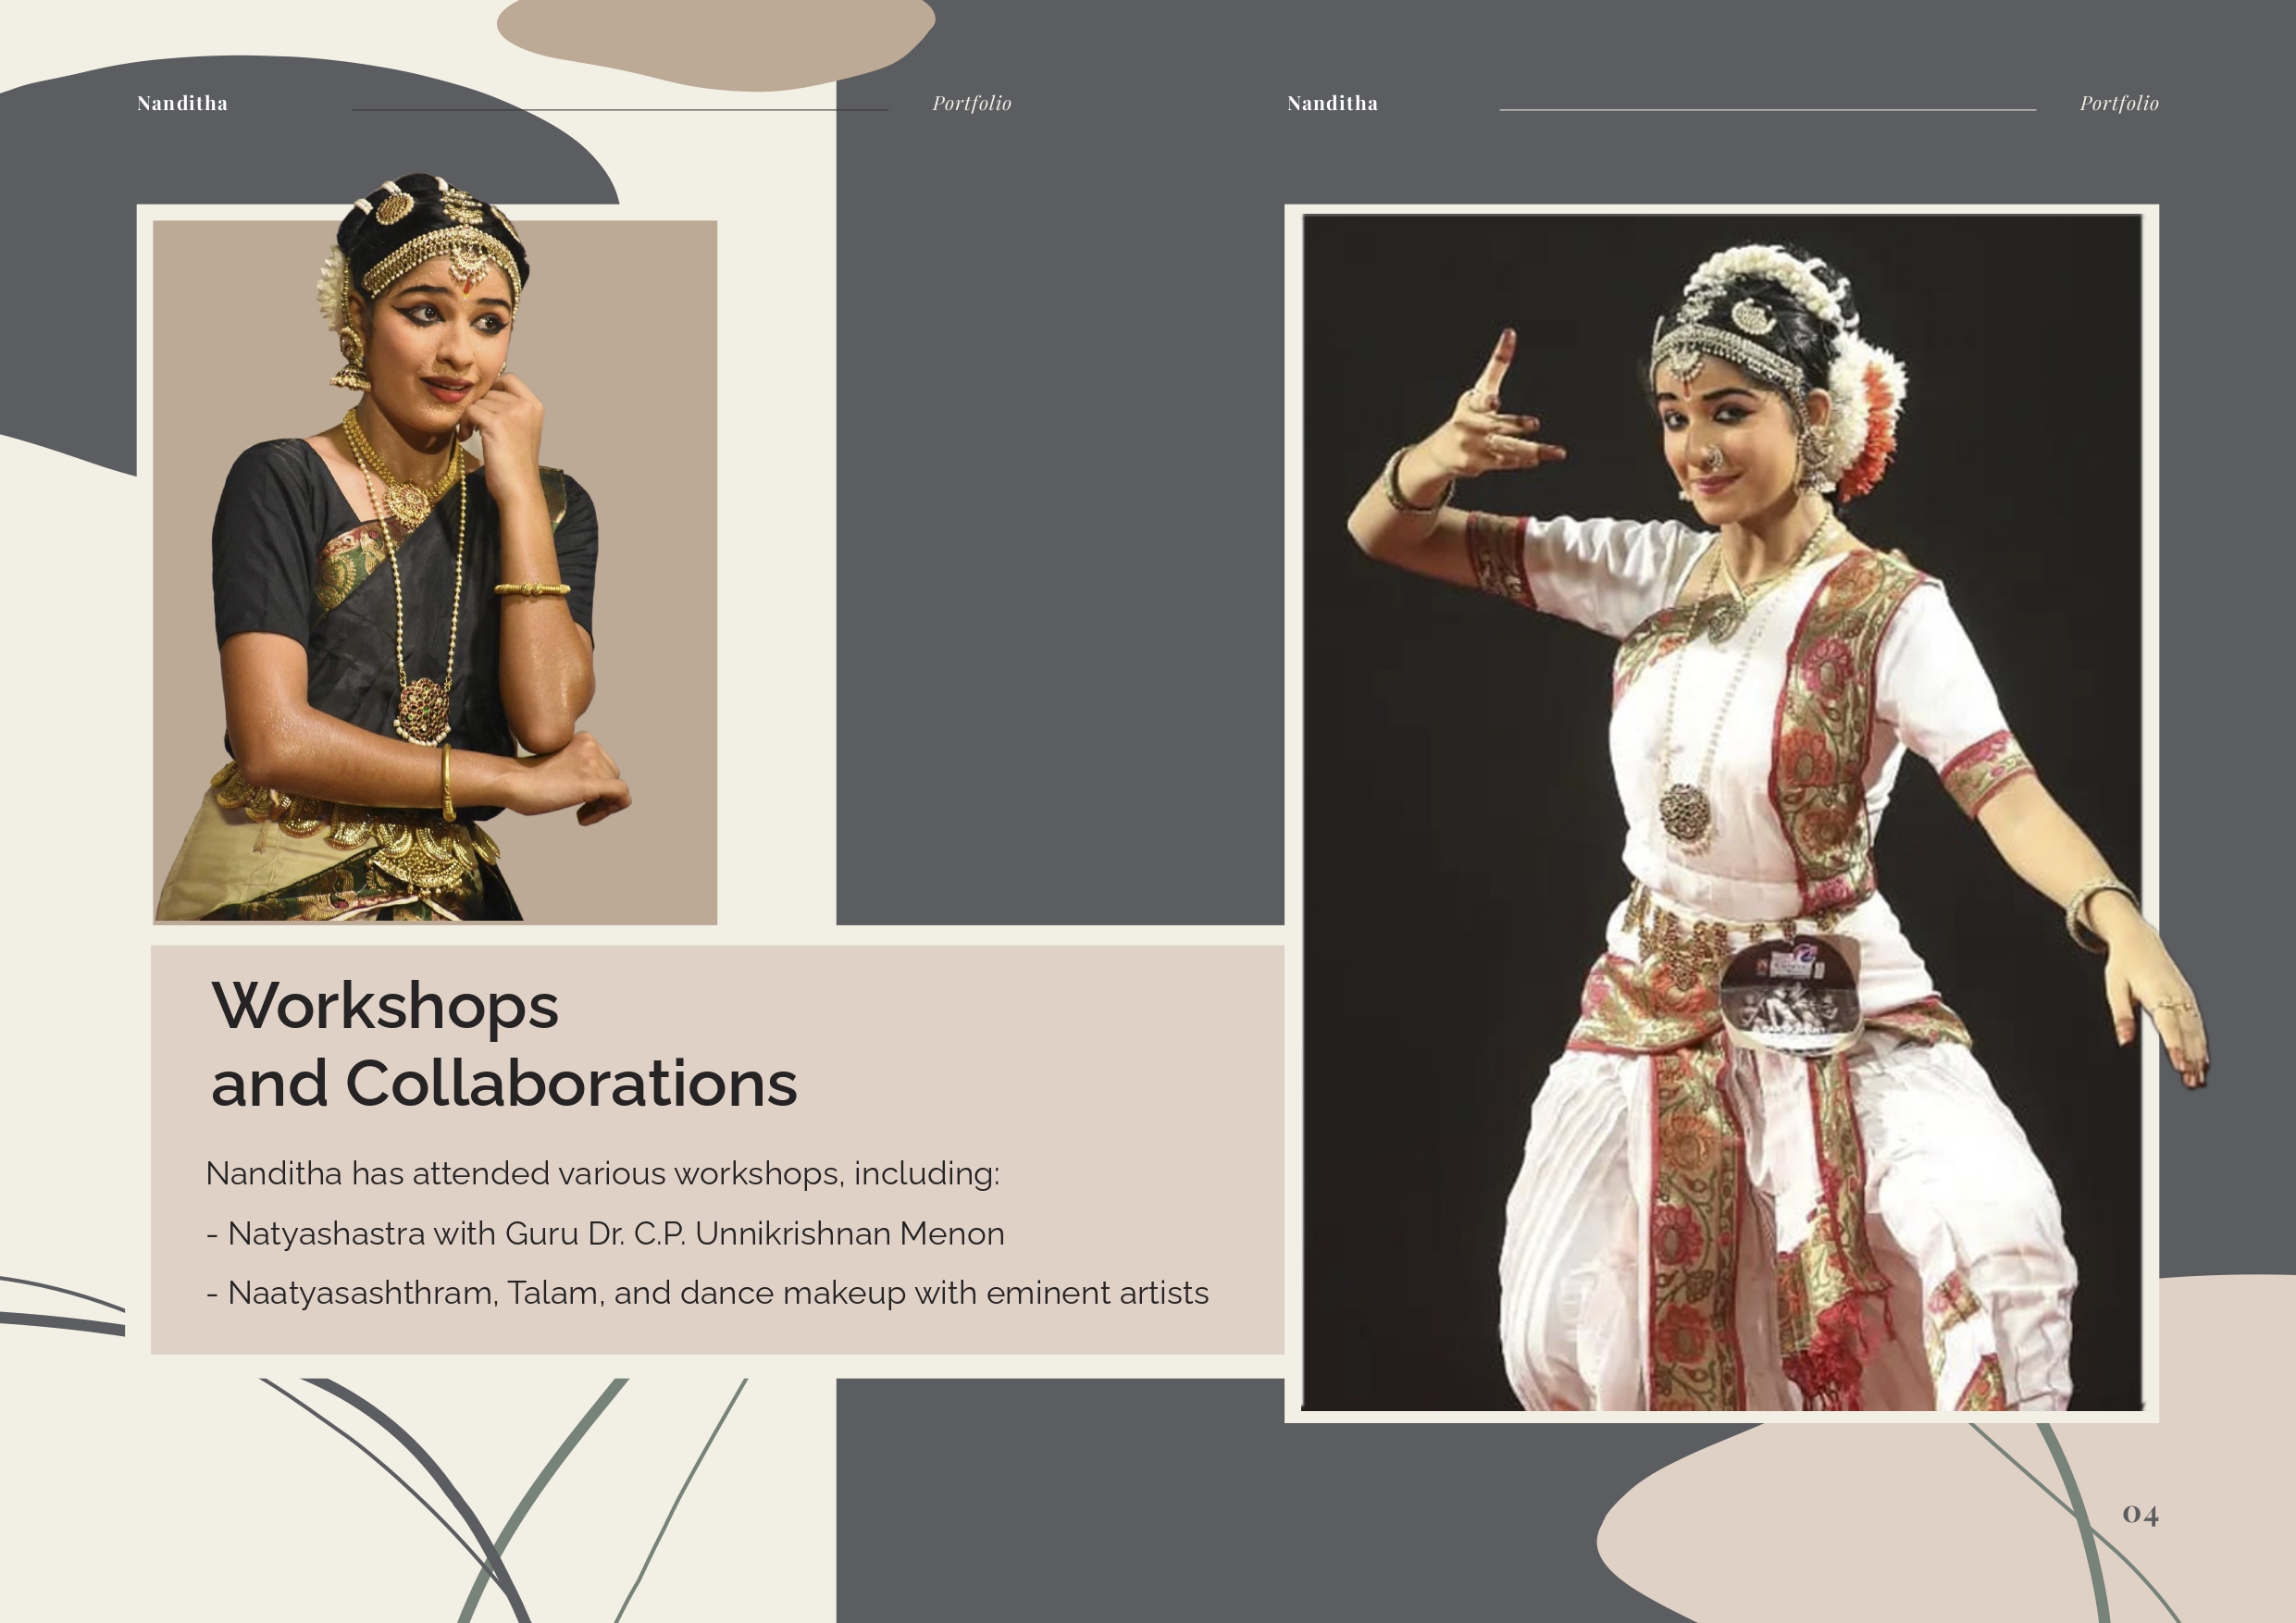 Nanditha
Portfolio
Nanditha
Portfolio
Workshops
and Collaborations
Nanditha has attended various workshops, including:
- Natyashastra with Guru Dr. C.P. Unnikrishnan Menon
- Naatyasashthram, Talam, and dance makeup with eminent artists
04